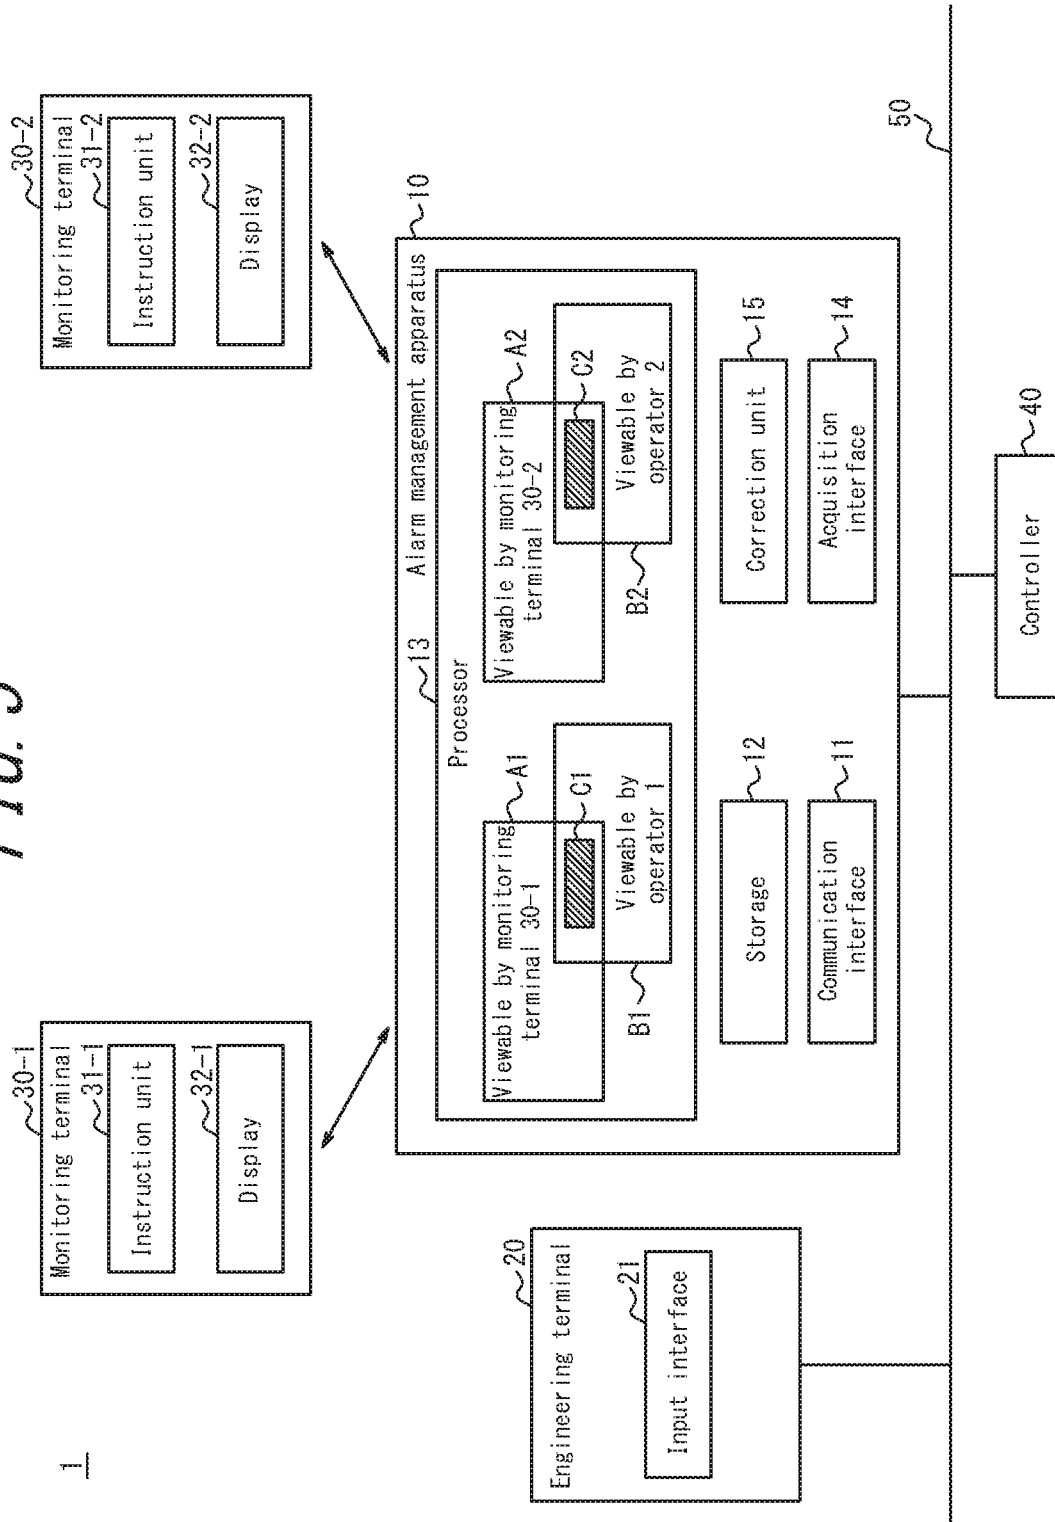 1
30-1
Monitoring terminal
31-1
Instruction unit
32-1
Display
30-2
Monitoring terminal
31-2
Instruction unit
32-2
Display
10
Alarm management apparatus
13
Processor
A1
Viewable by monitoring
terminal 30-1
C1
Viewable by
operator 1
B1
A2
Viewable by monitoring
terminal 30-2
C2
Viewable by
operator 2
B2
12
Storage
11
Communication
interface
15
Correction unit
14
Acquisition
interface
20
Engineering terminal
21
Input interface
50
40
Controller